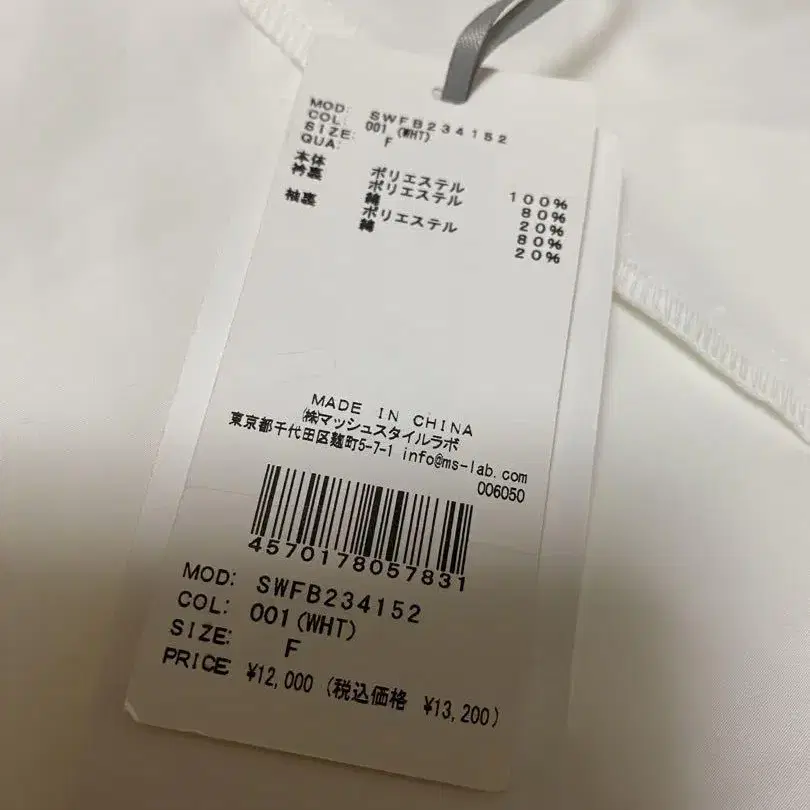 MOD: SWFB234152
COL: 001 (WHT)
SIZE: F
QUA:
本体 ポリエステル 100%
衿裏 ポリエステル 80%
綿 20%
袖裏 ポリエステル 80%
綿 20%
MADE IN CHINA
㈱マッシュスタイルラボ
東京都千代田区麹町5-7-1 info@ms-lab.com
006050
4570178057831
MOD: SWFB234152
COL: 001(WHT)
SIZE: F
PRICE ¥12,000 (税込価格 ¥13,200)